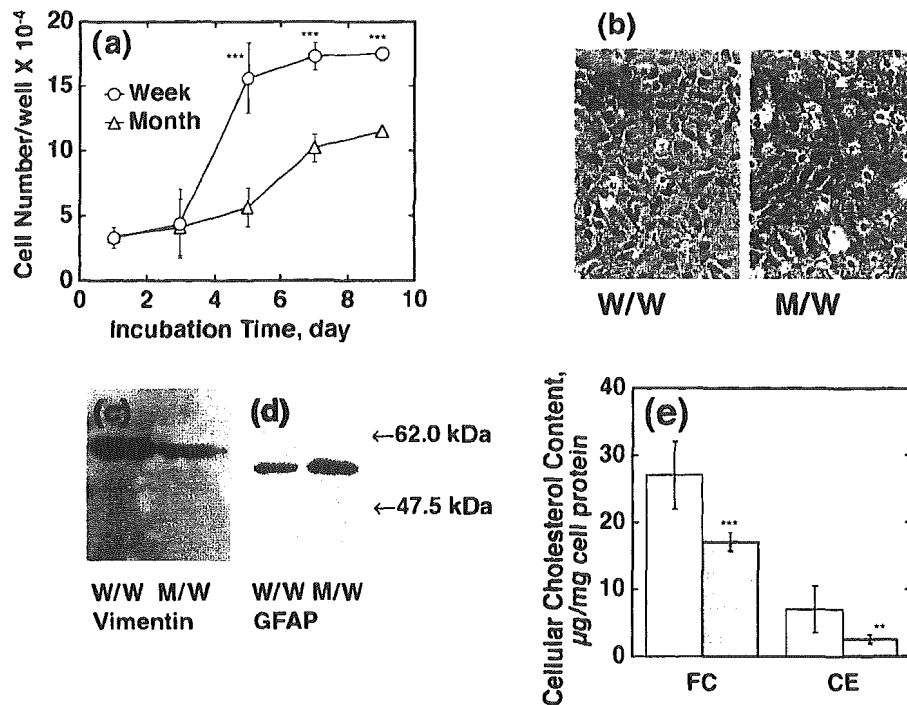 (a)
Cell Number/well X 10-4
20
15
10
5
0
***
***
***
Week
Month
0 2 4 6 8 10
Incubation Time, day
(b)
W/W M/W
(c)
W/W M/W
Vimentin
(d)
←62.0 kDa
←47.5 kDa
W/W M/W
GFAP
(e)
Cellular Cholesterol Content,
µg/mg cell protein
40
30
20
10
0
***
**
FC CE